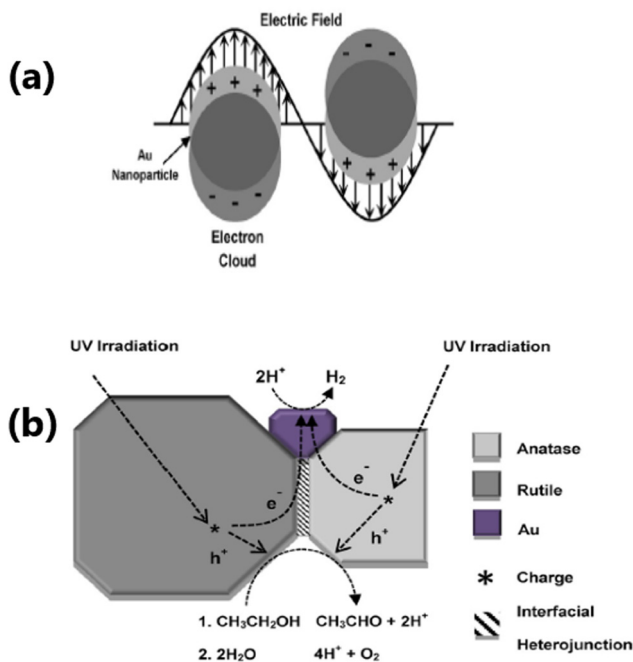 (a)
Electric Field
- - -
+ + +
Au
Nanoparticle
- - -
+ + +
Electron
Cloud
(b)
UV Irradiation
UV Irradiation
2H⁺ H₂
e⁻
e⁻
*
*
h⁺
h⁺
1. CH₃CH₂OH CH₃CHO + 2H⁺
2. 2H₂O 4H⁺ + O₂
Anatase
Rutile
Au
* Charge
Interfacial
Heterojunction